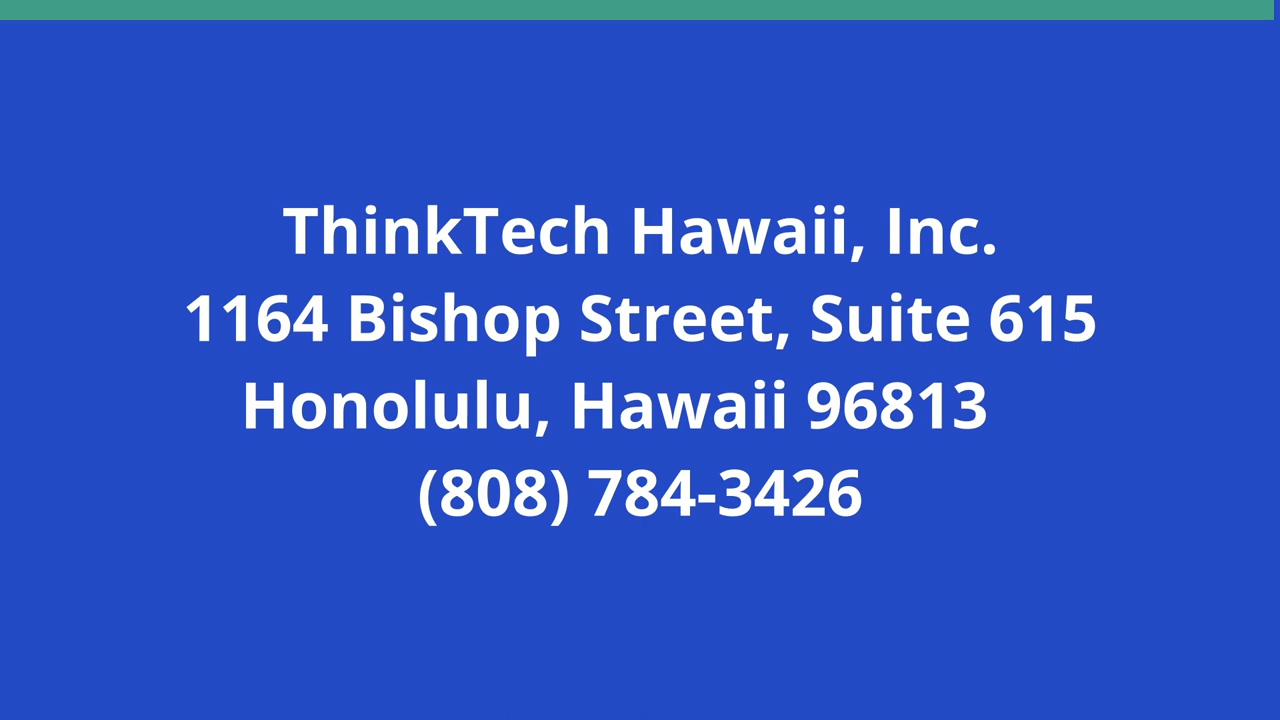 ThinkTech Hawaii, Inc.
1164 Bishop Street, Suite 615
Honolulu, Hawaii 96813
(808) 784-3426